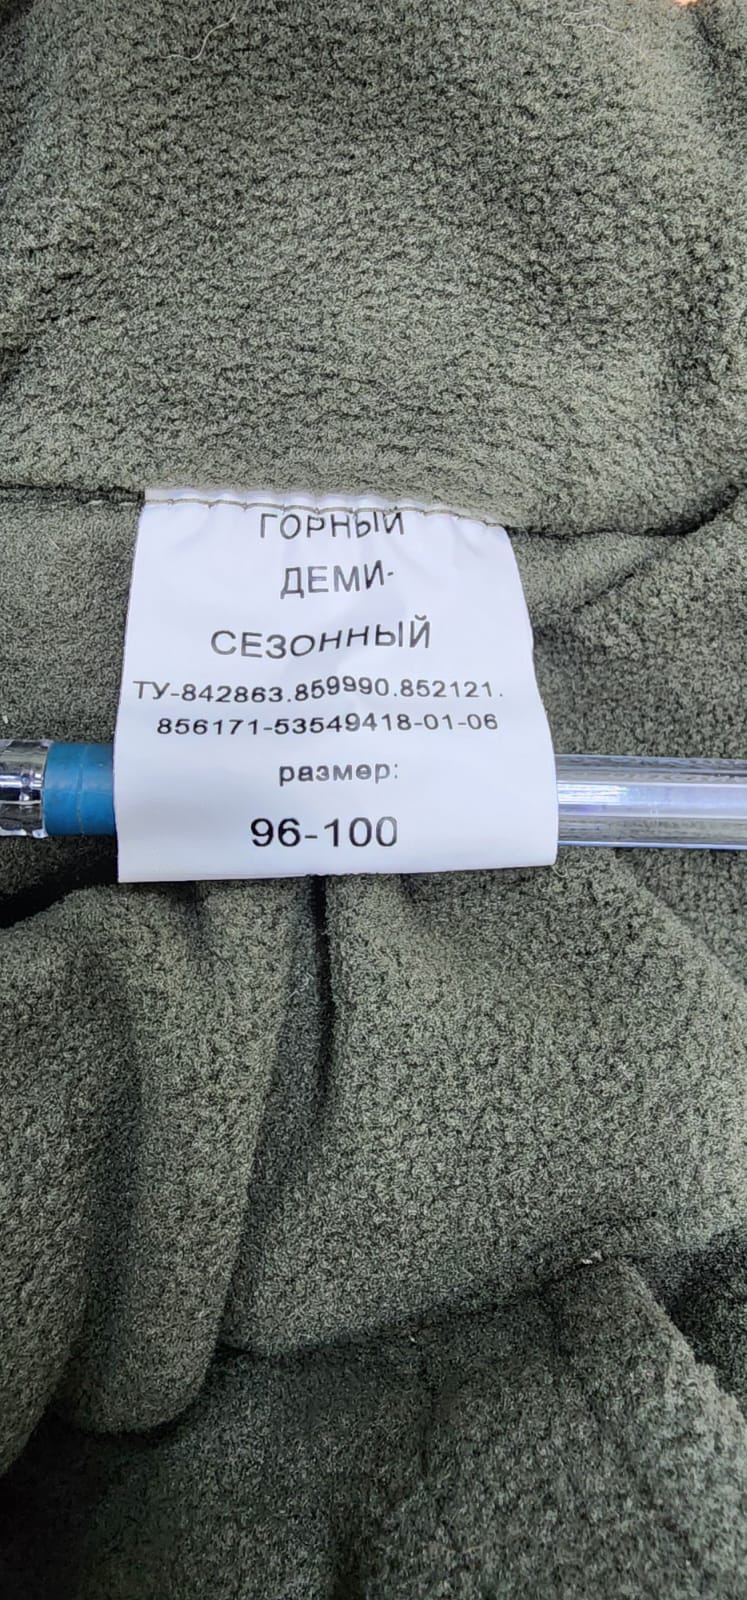 ГОРНЫЙ
ДЕМИ-
СЕЗОННЫЙ
ТУ-842863.859990.852121.
856171-53549418-01-06
размер:
96-100